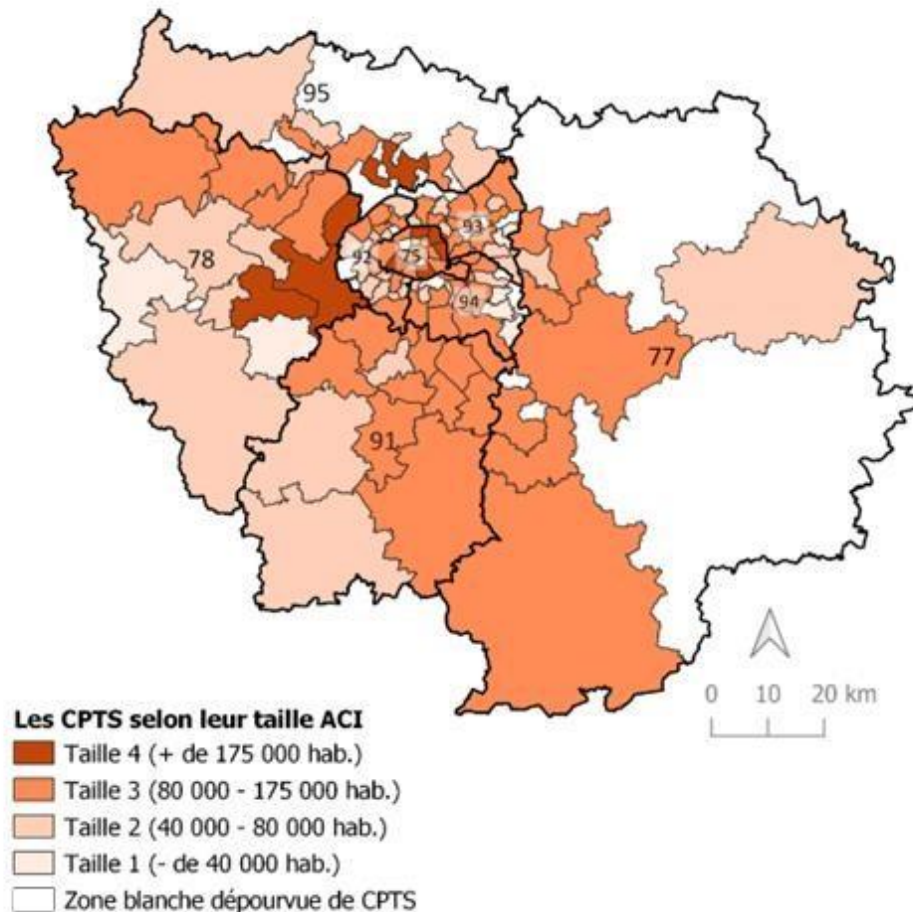 95
93
92
75
78
94
77
91
0 10 20 km
Les CPTS selon leur taille ACI
Taille 4 (+ de 175 000 hab.)
Taille 3 (80 000 - 175 000 hab.)
Taille 2 (40 000 - 80 000 hab.)
Taille 1 (- de 40 000 hab.)
Zone blanche dépourvue de CPTS